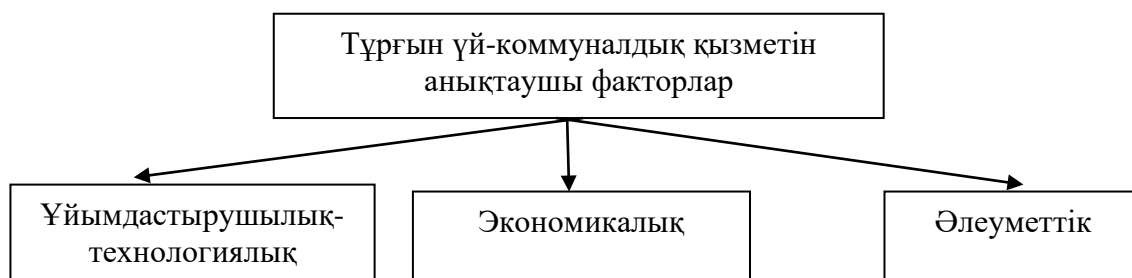 Тұрғын үй-коммуналдық қызметін
анықтаушы факторлар
Ұйымдастырушылық-
технологиялық
Экономикалық
Әлеуметтік